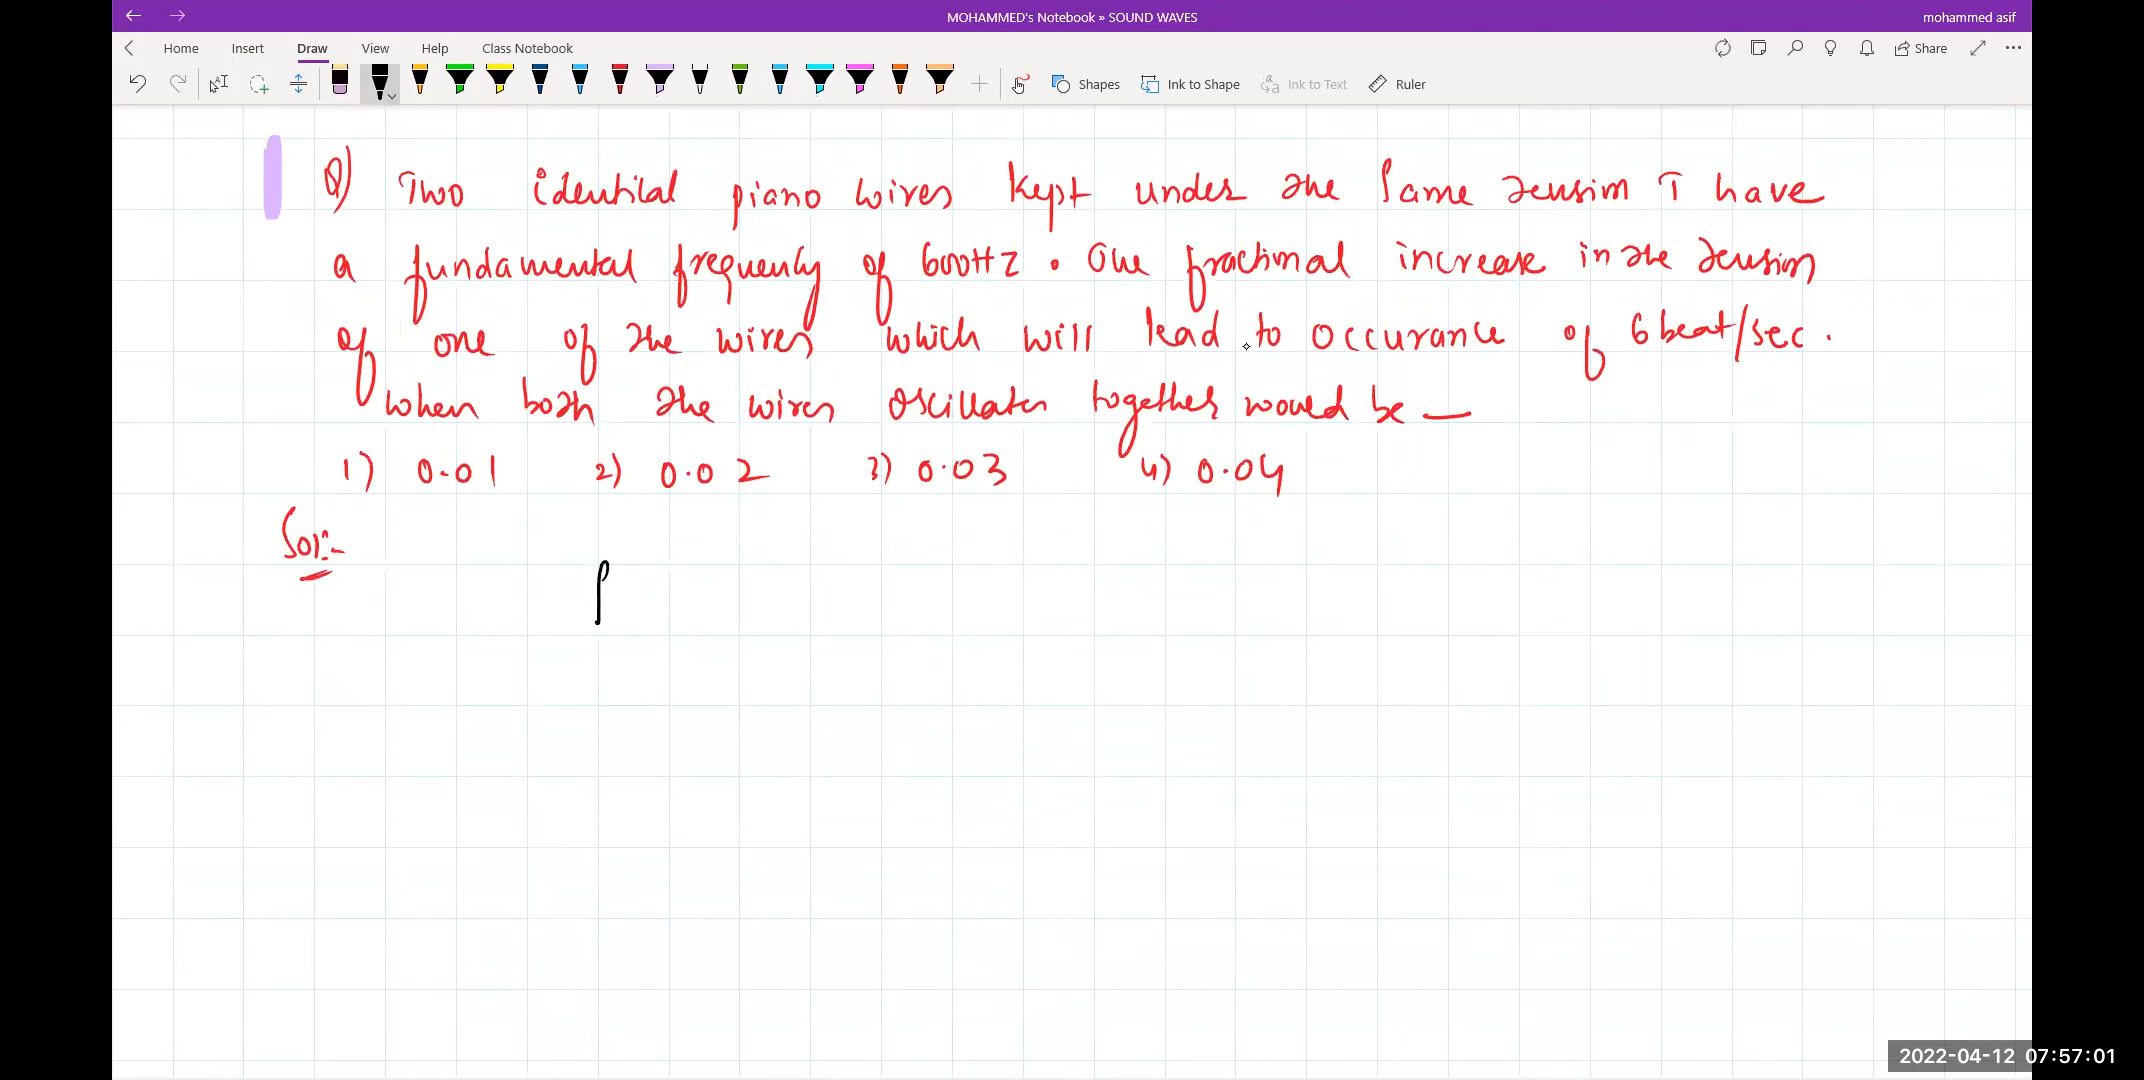 MOHAMMED's Notebook » SOUND WAVES
mohammed asif
Home Insert Draw View Help Class Notebook
Share
Shapes Ink to Shape Ink to Text Ruler
Q) Two identical piano wires kept under the same tension T have
a fundamental frequency of 600Hz. The fractional increase in the tension
of one of the wires which will lead to occurance of 6 beat/sec.
when both the wires oscillates together would be —
1) 0.01 2) 0.02 3) 0.03 4) 0.04
Sol:-
2022-04-12 07:57:01